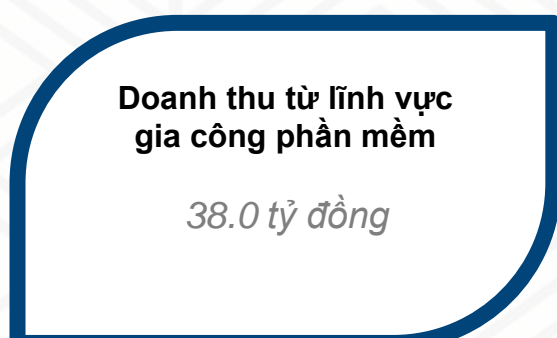 Doanh thu từ lĩnh vực
gia công phần mềm
38.0 tỷ đồng